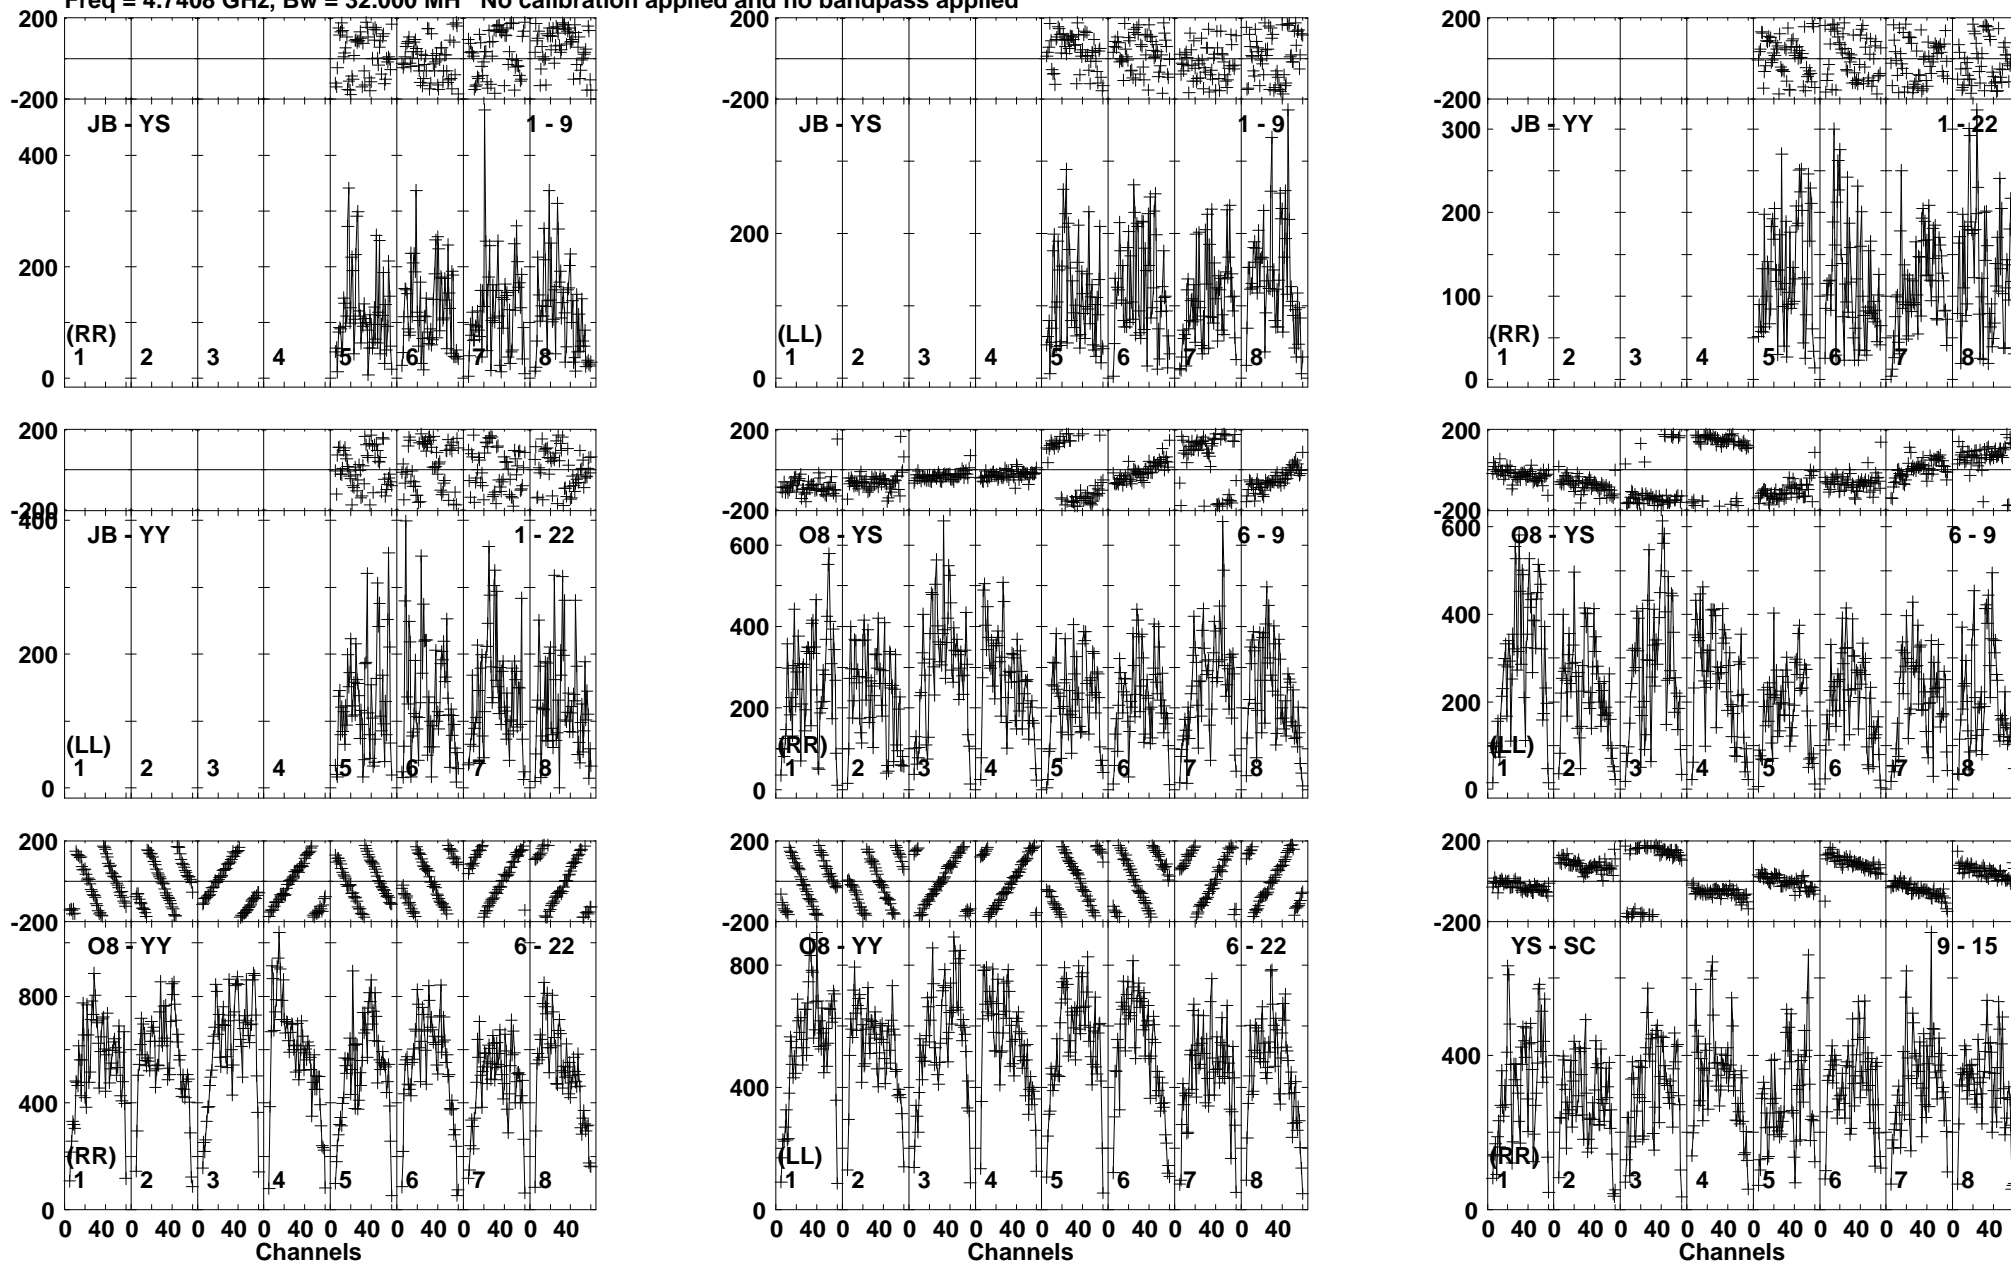 Freq = 4.7408 GHz, Bw = 32.000 MH No calibration applied and no bandpass applied
200 200 200
-200 -200 -200
JB - YS 1 - 9 JB - YS 1 - 9 JB - YY 1 - 22
400 300
200 200 200
100
(RR) (LL) (RR)
1 2 3 4 5 6 7 8 1 2 3 4 5 6 7 8 1 2 3 4 5 6 7 8
0 0 0
200 200 200
-200 -200 -200
400 JB - YY 1 - 22 O8 - YS 6 - 9 O8 - YS 6 - 9
600 600
400 400
200 200 200
(LL) (RR) (LL)
1 2 3 4 5 6 7 8 1 2 3 4 5 6 7 8 1 2 3 4 5 6 7 8
0 0 0
200 200 200
-200 -200 -200
O8 - YY 6 - 22 O8 - YY 6 - 22 YS - SC 9 - 15
800 800
400 400 400
(RR) (LL) (RR)
1 2 3 4 5 6 7 8 1 2 3 4 5 6 7 8 1 2 3 4 5 6 7 8
0 0 0
0 40 0 40 0 40 0 40 0 40 0 40 0 40 0 40 0 40 0 40 0 40 0 40 0 40 0 40 0 40 0 40 0 40 0 40 0 40 0 40 0 40 0 40 0 40 0 40
Channels Channels Channels